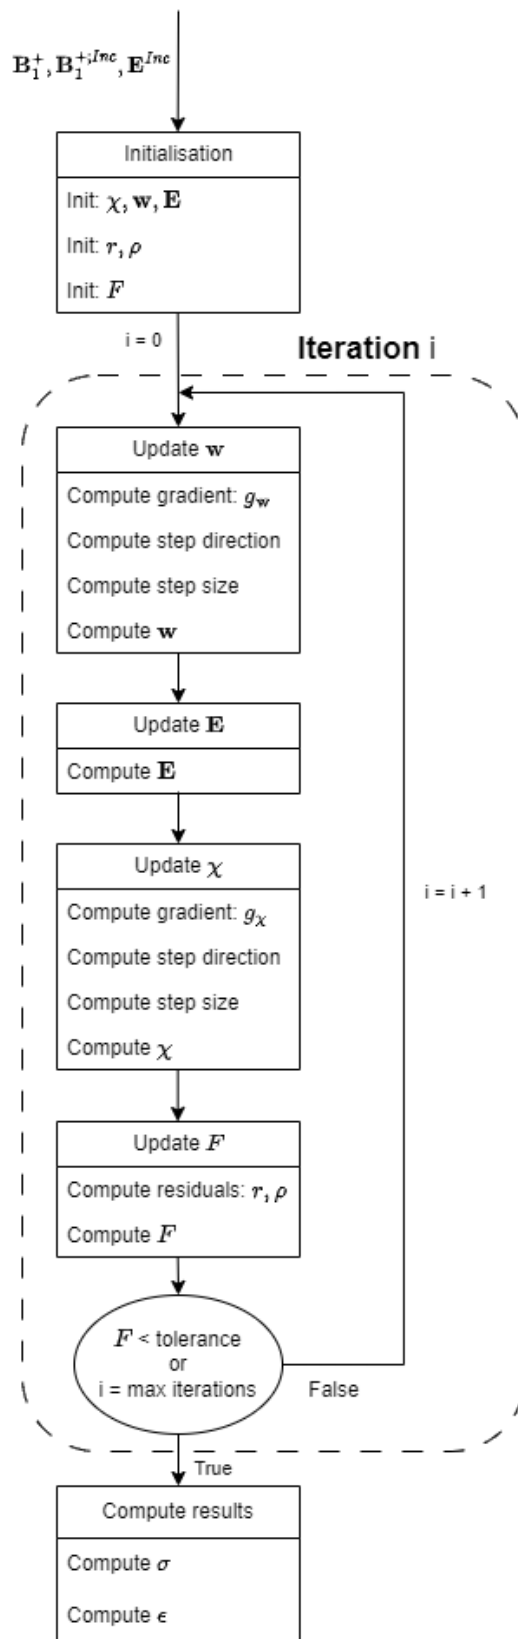 B₁⁺, B₁⁺;ᴵⁿᶜ, Eᴵⁿᶜ
Initialisation
Init: χ, w, E
Init: r, ρ
Init: F
i = 0
Iteration i
Update w
Compute gradient: g_w
Compute step direction
Compute step size
Compute w
Update E
Compute E
Update χ
Compute gradient: g_χ
Compute step direction
Compute step size
Compute χ
i = i + 1
Update F
Compute residuals: r, ρ
Compute F
F < tolerance
or
i = max iterations
False
True
Compute results
Compute σ
Compute ϵ